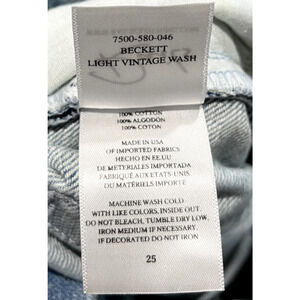 7500-580-046
BECKETT
LIGHT VINTAGE WASH
100% COTTON
100% ALGODON
100% COTON
MADE IN USA
OF IMPORTED FABRICS
HECHO EN EE.UU
DE METERIALES IMPORTADA
FABRIQUÉ AUX ETATS-UNIS
DU MATÉRIELS IMPORTÉ
MACHINE WASH COLD
WITH LIKE COLORS, INSIDE OUT.
DO NOT BLEACH, TUMBLE DRY LOW.
IRON MEDIUM IF NECESSARY.
IF DECORATED DO NOT IRON
25